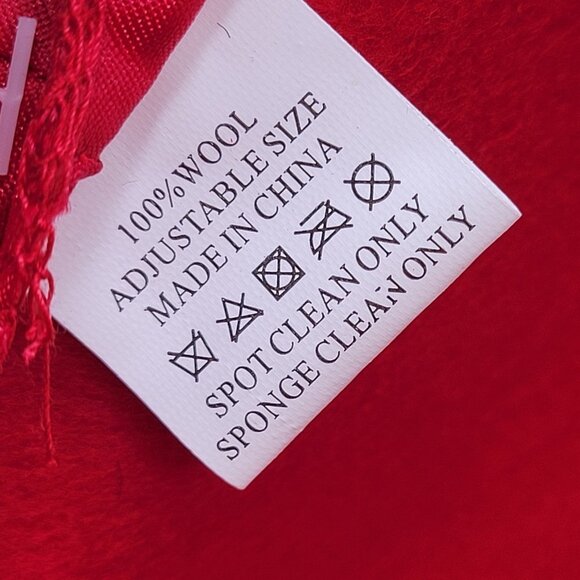 100%WOOL
ADJUSTABLE SIZE
MADE IN CHINA
SPOT CLEAN ONLY
SPONGE CLEAN ONLY